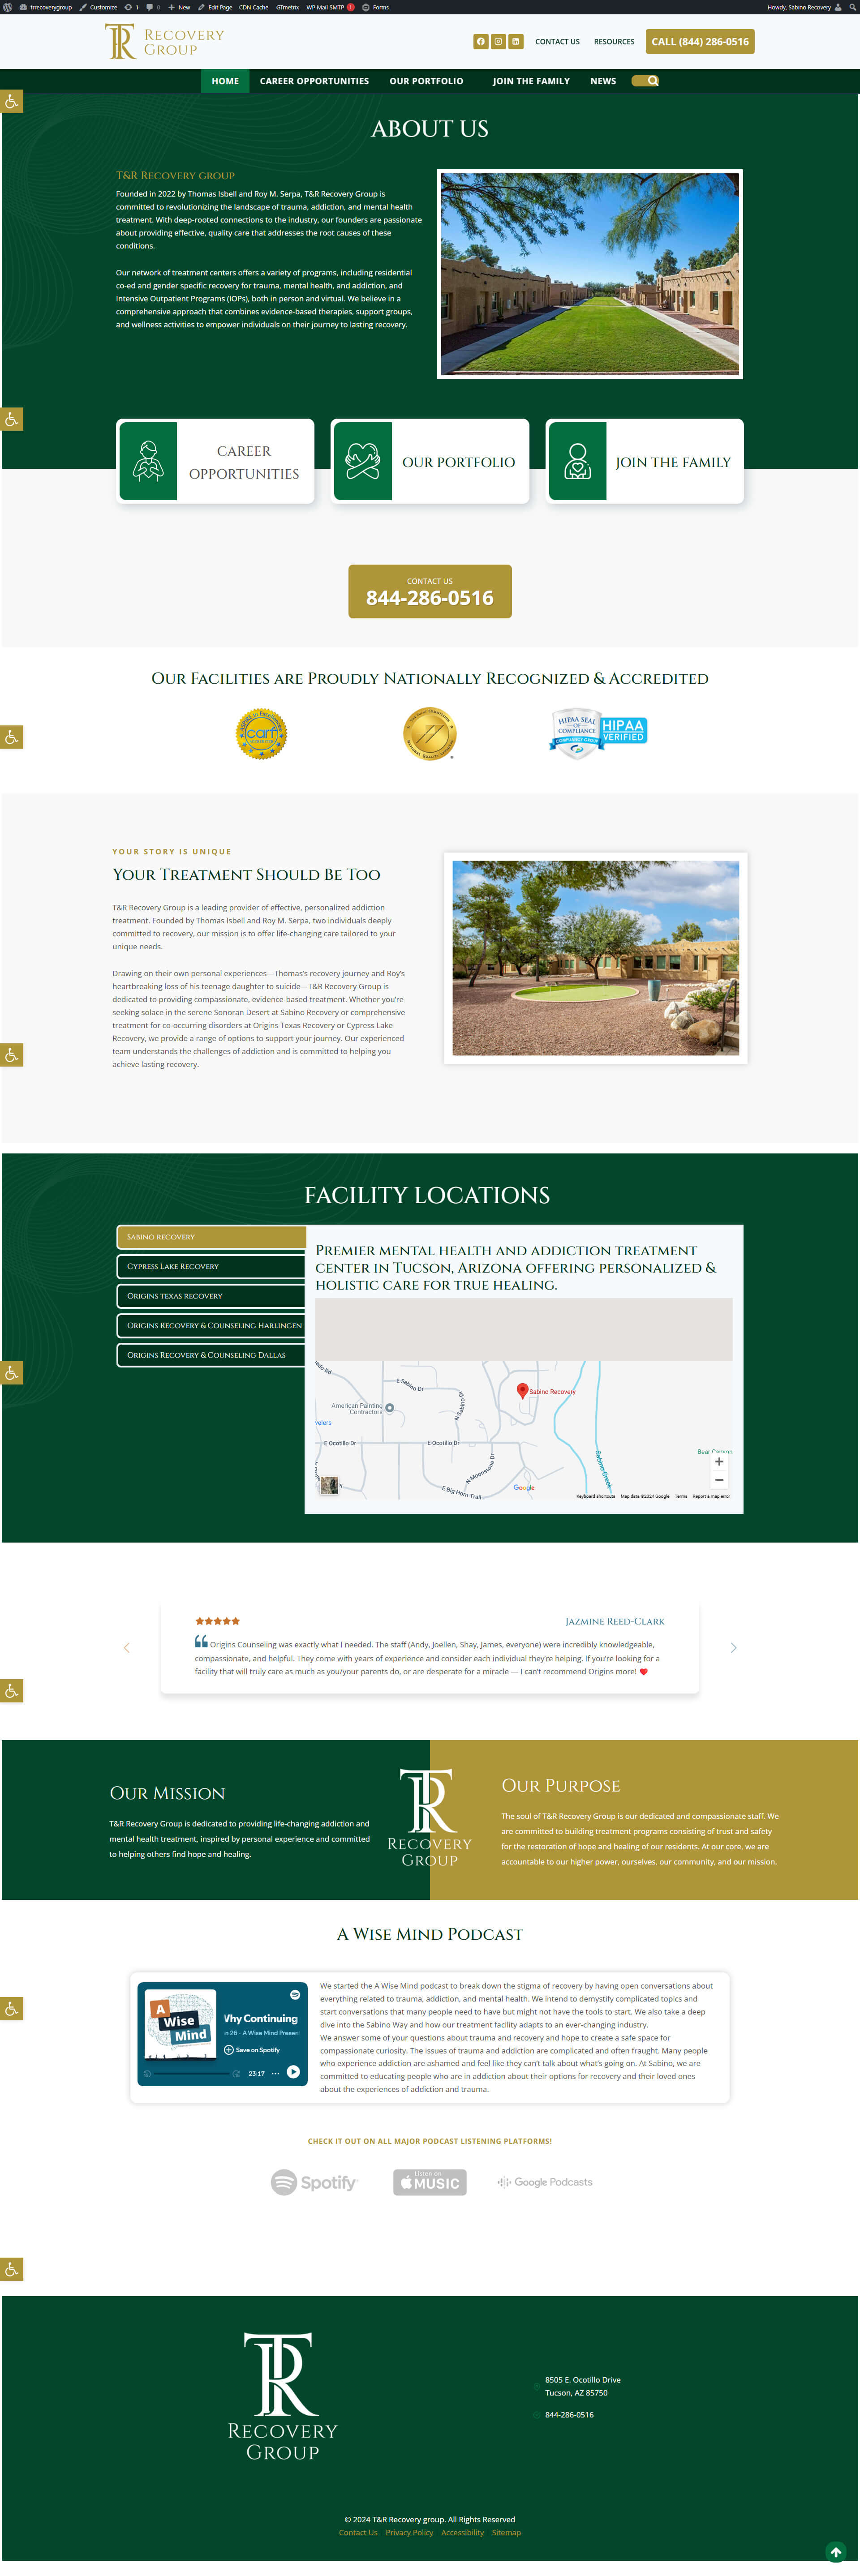 trrecoverygroup Customize 1 0 New Edit Page CDN Cache GTmetrix WP Mail SMTP 1 Forms Howdy, Sabino Recovery
TR RECOVERY GROUP
CONTACT US RESOURCES CALL (844) 286-0516
HOME CAREER OPPORTUNITIES OUR PORTFOLIO JOIN THE FAMILY NEWS
ABOUT US
T&R RECOVERY GROUP
Founded in 2022 by Thomas Isbell and Roy M. Serpa, T&R Recovery Group is
committed to revolutionizing the landscape of trauma, addiction, and mental health
treatment. With deep-rooted connections to the industry, our founders are passionate
about providing effective, quality care that addresses the root causes of these
conditions.
Our network of treatment centers offers a variety of programs, including residential
co-ed and gender specific recovery for trauma, mental health, and addiction, and
Intensive Outpatient Programs (IOPs), both in person and virtual. We believe in a
comprehensive approach that combines evidence-based therapies, support groups,
and wellness activities to empower individuals on their journey to lasting recovery.
CAREER
OPPORTUNITIES
OUR PORTFOLIO
JOIN THE FAMILY
CONTACT US
844-286-0516
OUR FACILITIES ARE PROUDLY NATIONALLY RECOGNIZED & ACCREDITED
carf
HIPAA SEAL
OF
COMPLIANCE
COMPLIANCY GROUP
HIPAA
VERIFIED
YOUR STORY IS UNIQUE
YOUR TREATMENT SHOULD BE TOO
T&R Recovery Group is a leading provider of effective, personalized addiction
treatment. Founded by Thomas Isbell and Roy M. Serpa, two individuals deeply
committed to recovery, our mission is to offer life-changing care tailored to your
unique needs.
Drawing on their own personal experiences—Thomas's recovery journey and Roy's
heartbreaking loss of his teenage daughter to suicide—T&R Recovery Group is
dedicated to providing compassionate, evidence-based treatment. Whether you're
seeking solace in the serene Sonoran Desert at Sabino Recovery or comprehensive
treatment for co-occurring disorders at Origins Texas Recovery or Cypress Lake
Recovery, we provide a range of options to support your journey. Our experienced
team understands the challenges of addiction and is committed to helping you
achieve lasting recovery.
FACILITY LOCATIONS
SABINO RECOVERY
CYPRESS LAKE RECOVERY
ORIGINS TEXAS RECOVERY
ORIGINS RECOVERY & COUNSELING HARLINGEN
ORIGINS RECOVERY & COUNSELING DALLAS
PREMIER MENTAL HEALTH AND ADDICTION TREATMENT
CENTER IN TUCSON, ARIZONA OFFERING PERSONALIZED &
HOLISTIC CARE FOR TRUE HEALING.
E Sabino Dr
N Sabino
Sabino Recovery
American Painting
Contractors
E Ocotillo Dr
E Ocotillo Dr
N Moonstone Dr
E Big Horn Trail
Sabino Creek
Bear Canyon
Google
Keyboard shortcuts Map data ©2024 Google Terms Report a map error
JAZMINE REED-CLARK
Origins Counseling was exactly what I needed. The staff (Andy, Joellen, Shay, James, everyone) were incredibly knowledgeable,
compassionate, and helpful. They come with years of experience and consider each individual they're helping. If you're looking for a
facility that will truly care as much as you/your parents do, or are desperate for a miracle — I can't recommend Origins more! ❤️
OUR MISSION
T&R Recovery Group is dedicated to providing life-changing addiction and
mental health treatment, inspired by personal experience and committed
to helping others find hope and healing.
TR
RECOVERY
GROUP
OUR PURPOSE
The soul of T&R Recovery Group is our dedicated and compassionate staff. We
are committed to building treatment programs consisting of trust and safety
for the restoration of hope and healing of our residents. At our core, we are
accountable to our higher power, ourselves, our community, and our mission.
A WISE MIND PODCAST
A Wise Mind
Why Continuing
n 26 · A Wise Mind Presen
Save on Spotify
23:17
We started the A Wise Mind podcast to break down the stigma of recovery by having open conversations about
everything related to trauma, addiction, and mental health. We intend to demystify complicated topics and
start conversations that many people need to have but might not have the tools to start. We also take a deep
dive into the Sabino Way and how our treatment facility adapts to an ever-changing industry.
We answer some of your questions about trauma and recovery and hope to create a safe space for
compassionate curiosity. The issues of trauma and addiction are complicated and often fraught. Many people
who experience addiction are ashamed and feel like they can't talk about what's going on. At Sabino, we are
committed to educating people who are in addiction about their options for recovery and their loved ones
about the experiences of addiction and trauma.
CHECK IT OUT ON ALL MAJOR PODCAST LISTENING PLATFORMS!
Spotify
Listen on
MUSIC
Google Podcasts
TR
RECOVERY
GROUP
8505 E. Ocotillo Drive
Tucson, AZ 85750
844-286-0516
© 2024 T&R Recovery group. All Rights Reserved
Contact Us Privacy Policy Accessibility Sitemap